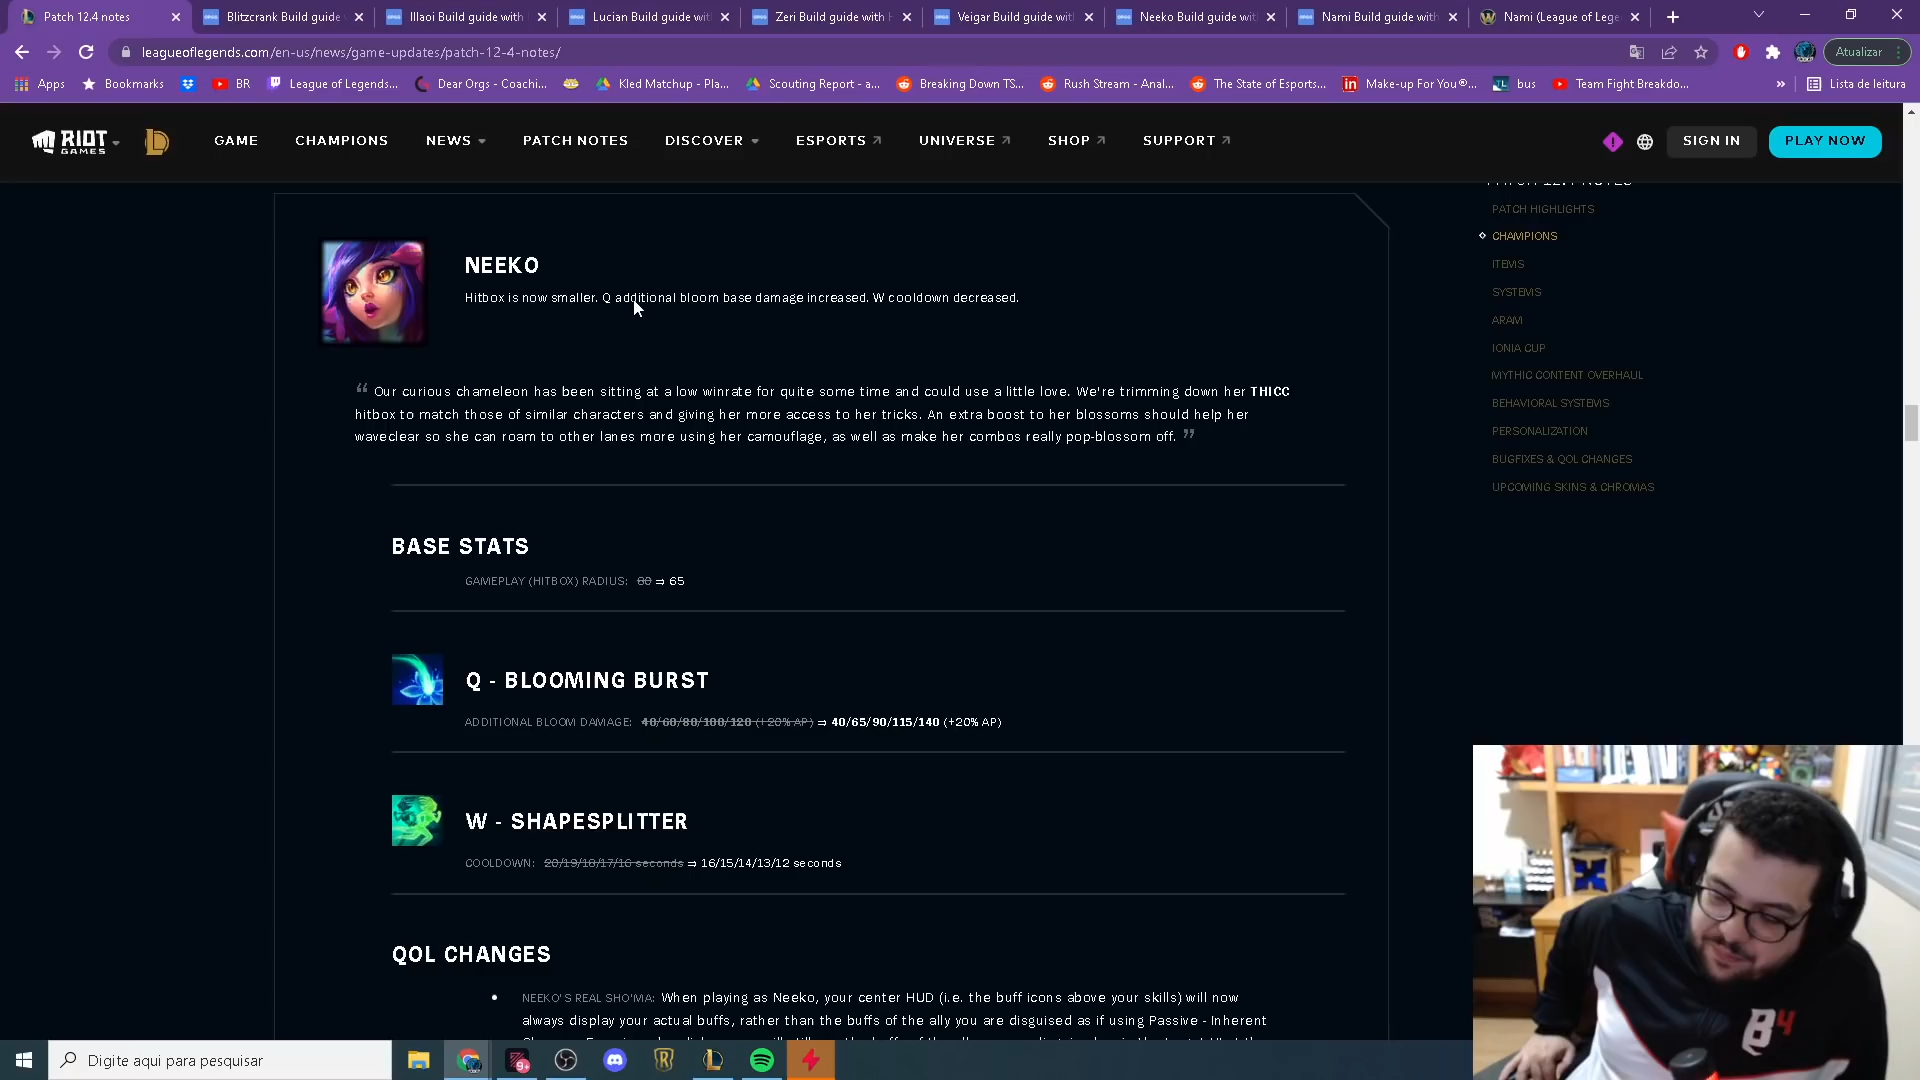 Patch 12.4 notes
Blitzcrank Build guide
Illaoi Build guide with
Lucian Build guide wit
Zeri Build guide with
Veigar Build guide wit
Neeko Build guide wit
Nami Build guide with
Nami (League of Lege
leagueoflegends.com/en-us/news/game-updates/patch-12-4-notes/
Atualizar
Apps
Bookmarks
BR
League of Legends...
Dear Orgs - Coachi...
Kled Matchup - Pla...
Scouting Report - a...
Breaking Down TS...
Rush Stream - Anal...
The State of Esports...
Make-up For You®...
bus
Team Fight Breakdo...
»
Lista de leitura
RIOT GAMES
GAME
CHAMPIONS
NEWS
PATCH NOTES
DISCOVER
ESPORTS
UNIVERSE
SHOP
SUPPORT
SIGN IN
PLAY NOW
PATCH 12.4 NOTES
PATCH HIGHLIGHTS
CHAMPIONS
ITEMS
SYSTEMS
ARAM
IONIA CUP
MYTHIC CONTENT OVERHAUL
BEHAVIORAL SYSTEMS
PERSONALIZATION
BUGFIXES & QOL CHANGES
UPCOMING SKINS & CHROMAS
NEEKO
Hitbox is now smaller. Q additional bloom base damage increased. W cooldown decreased.
“ Our curious chameleon has been sitting at a low winrate for quite some time and could use a little love. We're trimming down her THICC
hitbox to match those of similar characters and giving her more access to her tricks. An extra boost to her blossoms should help her
waveclear so she can roam to other lanes more using her camouflage, as well as make her combos really pop-blossom off. ”
BASE STATS
GAMEPLAY (HITBOX) RADIUS: 80 ⇒ 65
Q - BLOOMING BURST
ADDITIONAL BLOOM DAMAGE: 40/60/80/100/120 (+20% AP) ⇒ 40/65/90/115/140 (+20% AP)
W - SHAPESPLITTER
COOLDOWN: 20/19/18/17/16 seconds ⇒ 16/15/14/13/12 seconds
QOL CHANGES
• NEEKO'S REAL SHO'MA: When playing as Neeko, your center HUD (i.e. the buff icons above your skills) will now
always display your actual buffs, rather than the buffs of the ally you are disguised as if using Passive - Inherent
Digite aqui para pesquisar
9+
B4